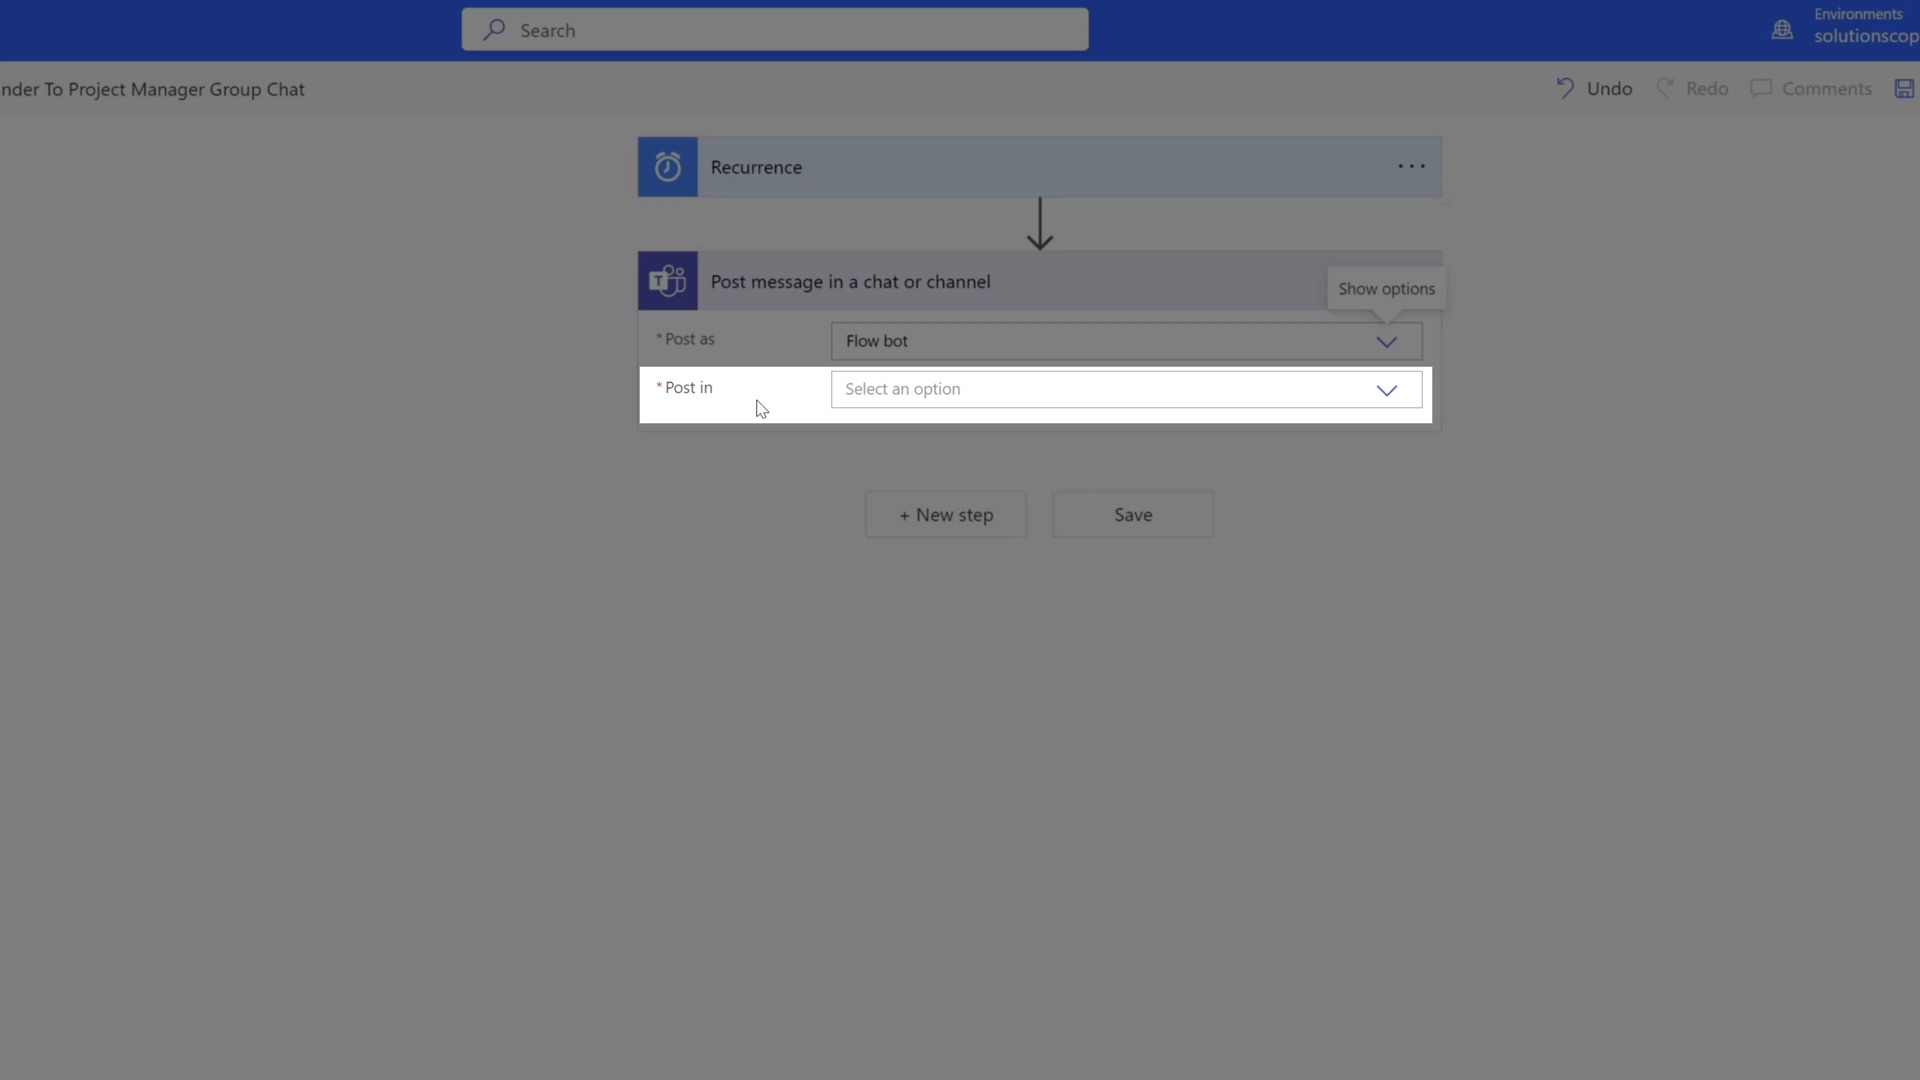 Search
Environments
solutionscop
nder To Project Manager Group Chat
Undo
Redo
Comments
Recurrence
Post message in a chat or channel
Show options
*Post as
Flow bot
*Post in
Select an option
+ New step
Save